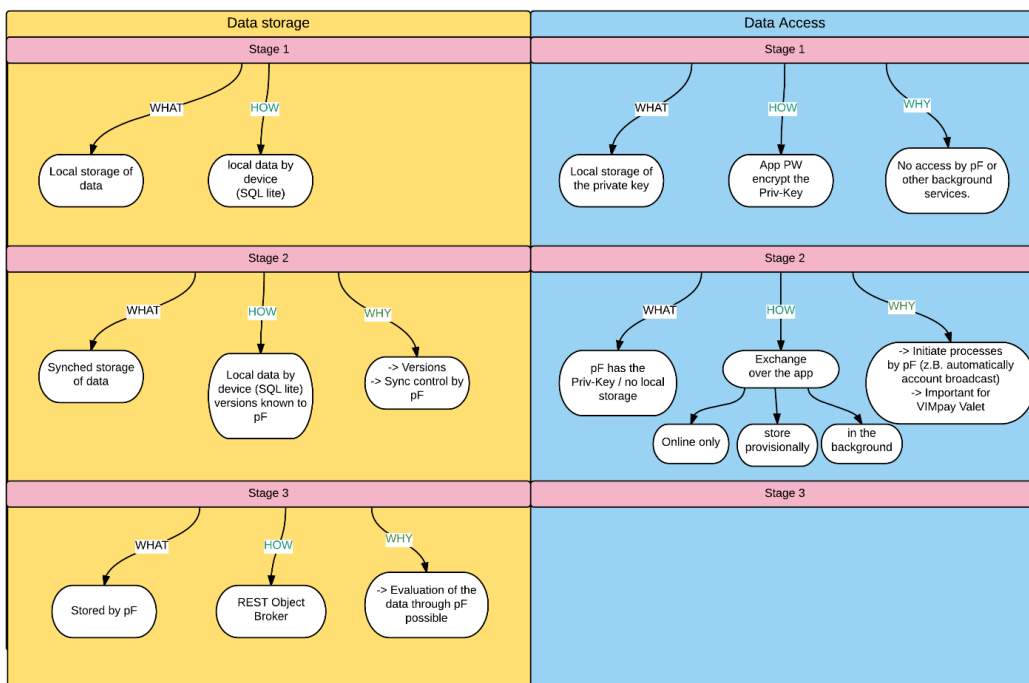 Data storage
Data Access
Stage 1
Stage 1
WHAT
HOW
WHAT
HOW
WHY
Local storage of
data
local data by
device
(SQL lite)
Local storage of
the private key
App PW
encrypt the
Priv-Key
No access by pF or
other background
services.
Stage 2
Stage 2
WHAT
HOW
WHY
WHAT
HOW
WHY
Synched storage
of data
Local data by
device (SQL lite)
versions known to
pF
-> Versions
-> Sync control by
pF
pF has the
Priv-Key / no local
storage
Exchange
over the app
-> Initiate processes
by pF (z.B. automatically
account broadcast)
-> Important for
VIMpay Valet
Online only
store
provisionally
in the
background
Stage 3
Stage 3
WHAT
HOW
WHY
Stored by pF
REST Object
Broker
-> Evaluation of the
data through pF
possible